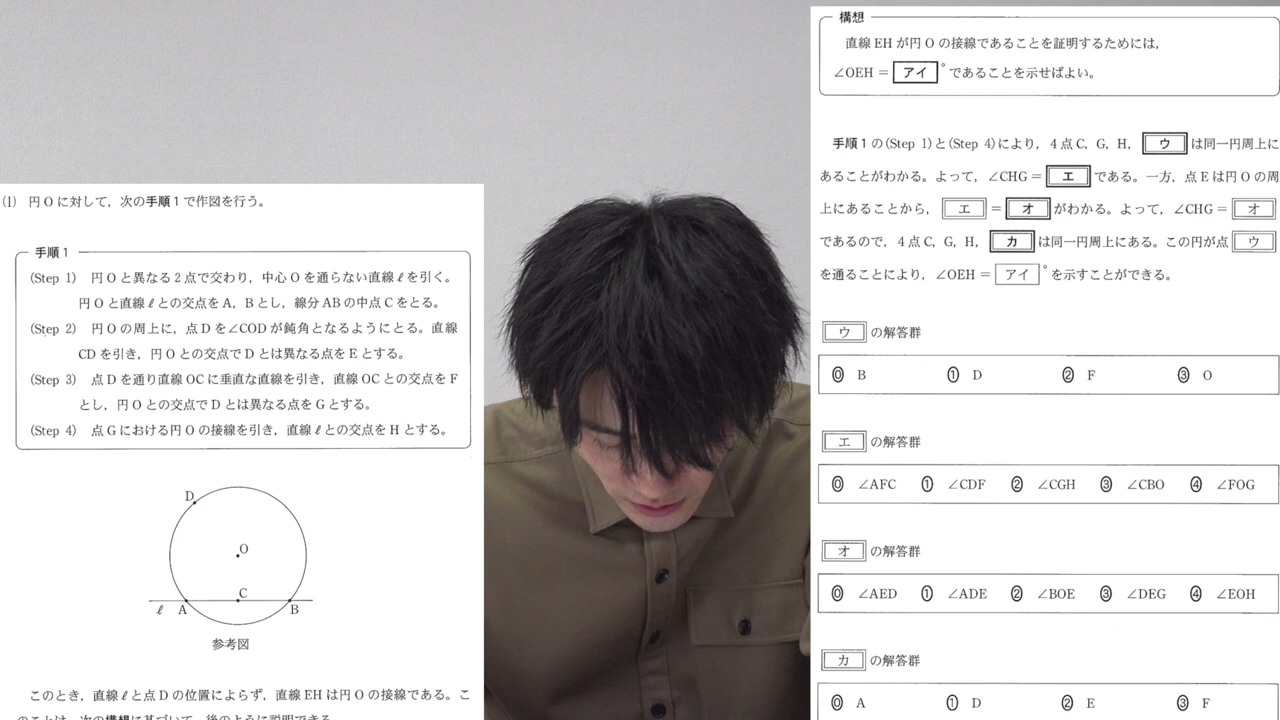 (1) 円Oに対して，次の手順1で作図を行う。
手順1
(Step 1) 円Oと異なる2点で交わり，中心Oを通らない直線ℓを引く。
円Oと直線ℓとの交点をA，Bとし，線分ABの中点Cをとる。
(Step 2) 円Oの周上に，点Dを∠CODが鈍角となるようにとる。直線
CDを引き，円Oとの交点でDとは異なる点をEとする。
(Step 3) 点Dを通り直線OCに垂直な直線を引き，直線OCとの交点をF
とし，円Oとの交点でDとは異なる点をGとする。
(Step 4) 点Gにおける円Oの接線を引き，直線ℓとの交点をHとする。
D
O
C
ℓ A B
参考図
このとき，直線ℓと点Dの位置によらず，直線EHは円Oの接線である。こ
のことは，次の構想に基づいて，後のように説明できる。
構想
直線EHが円Oの接線であることを証明するためには，
∠OEH = アイ °であることを示せばよい。
手順1の(Step 1)と(Step 4)により，4点C，G，H， ウ は同一円周上に
あることがわかる。よって，∠CHG = エ である。一方，点Eは円Oの周
上にあることから， エ = オ がわかる。よって，∠CHG = オ
であるので，4点C，G，H， カ は同一円周上にある。この円が点 ウ
を通ることにより，∠OEH = アイ °を示すことができる。
ウ の解答群
⓪ B ① D ② F ③ O
エ の解答群
⓪ ∠AFC ① ∠CDF ② ∠CGH ③ ∠CBO ④ ∠FOG
オ の解答群
⓪ ∠AED ① ∠ADE ② ∠BOE ③ ∠DEG ④ ∠EOH
カ の解答群
⓪ A ① D ② E ③ F